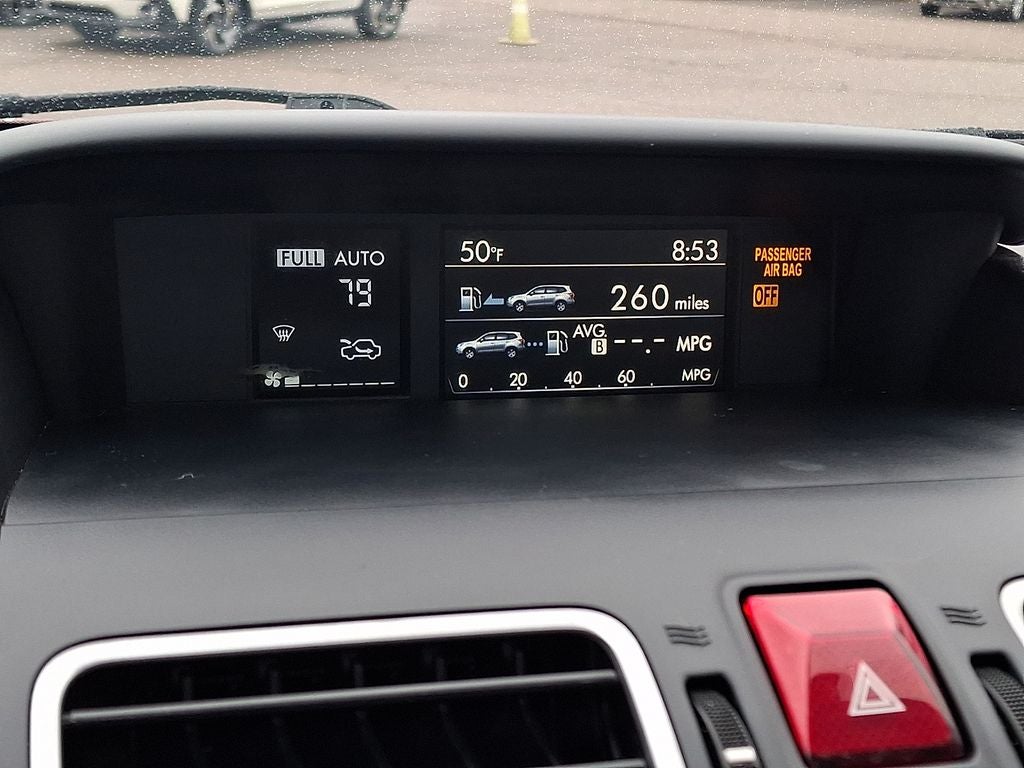 FULL AUTO
79
50°F 8:53
260 miles
AVG.
B --.- MPG
0 20 40 60 MPG
PASSENGER
AIR BAG
OFF